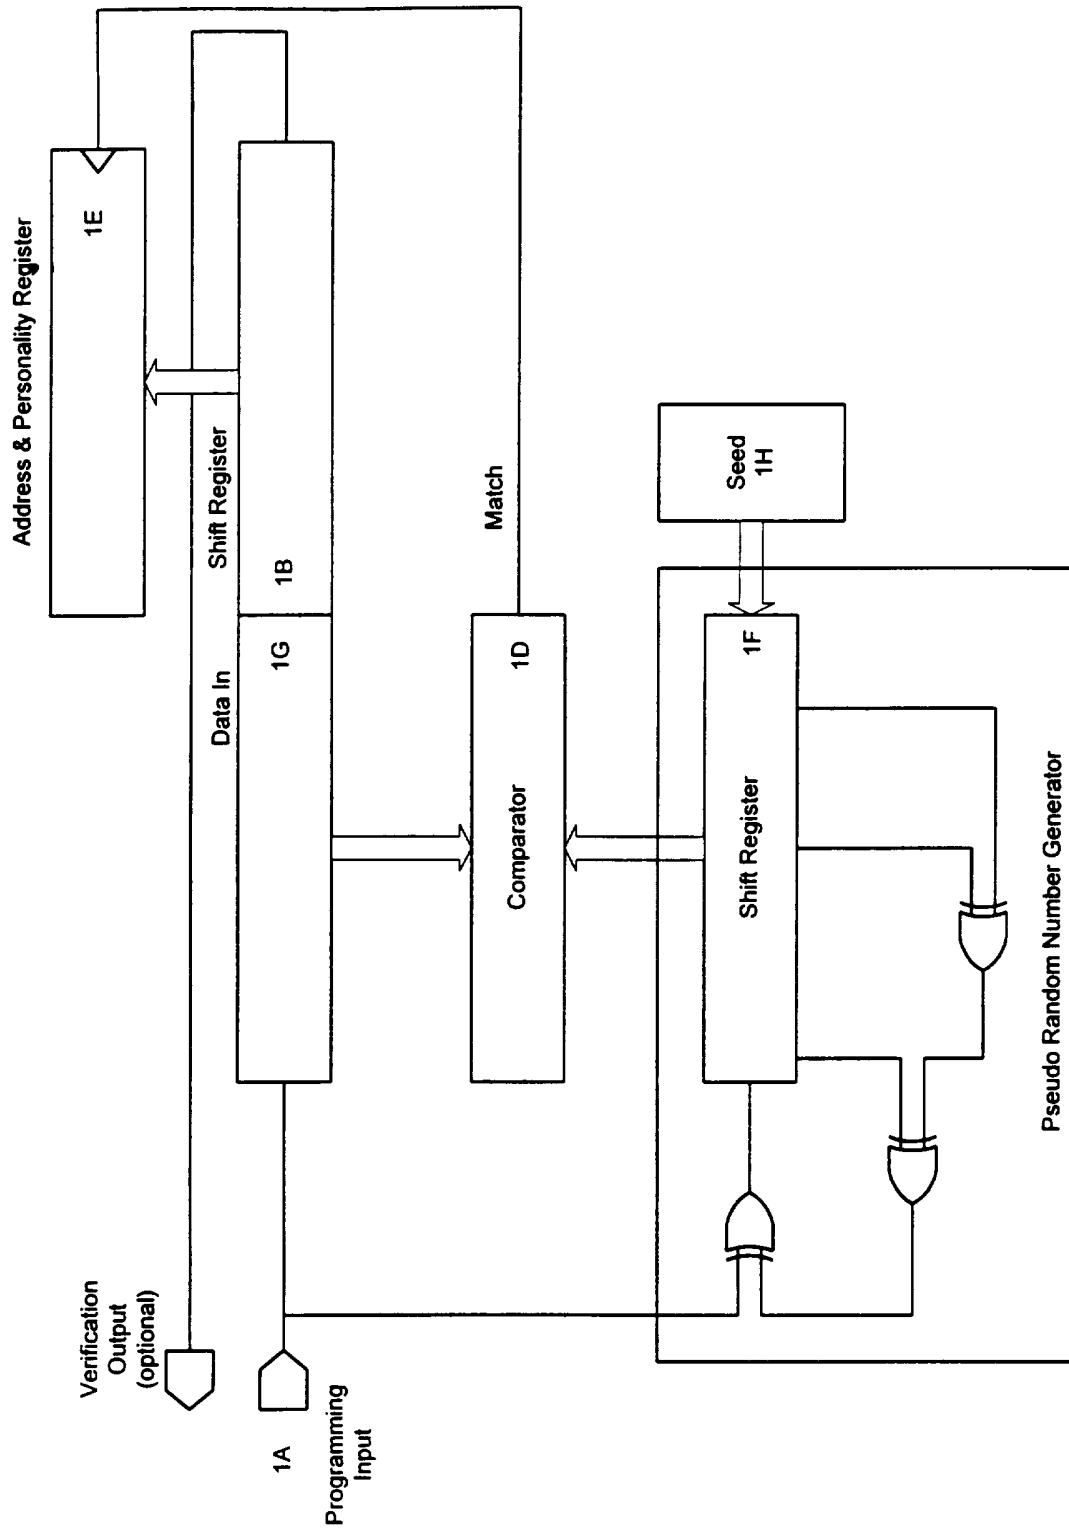 Address & Personality Register
1E
Verification
Output
(optional)
Data In
Shift Register
1G
1B
1A
Programming
Input
Match
Comparator
1D
Seed
1H
Shift Register
1F
Pseudo Random Number Generator